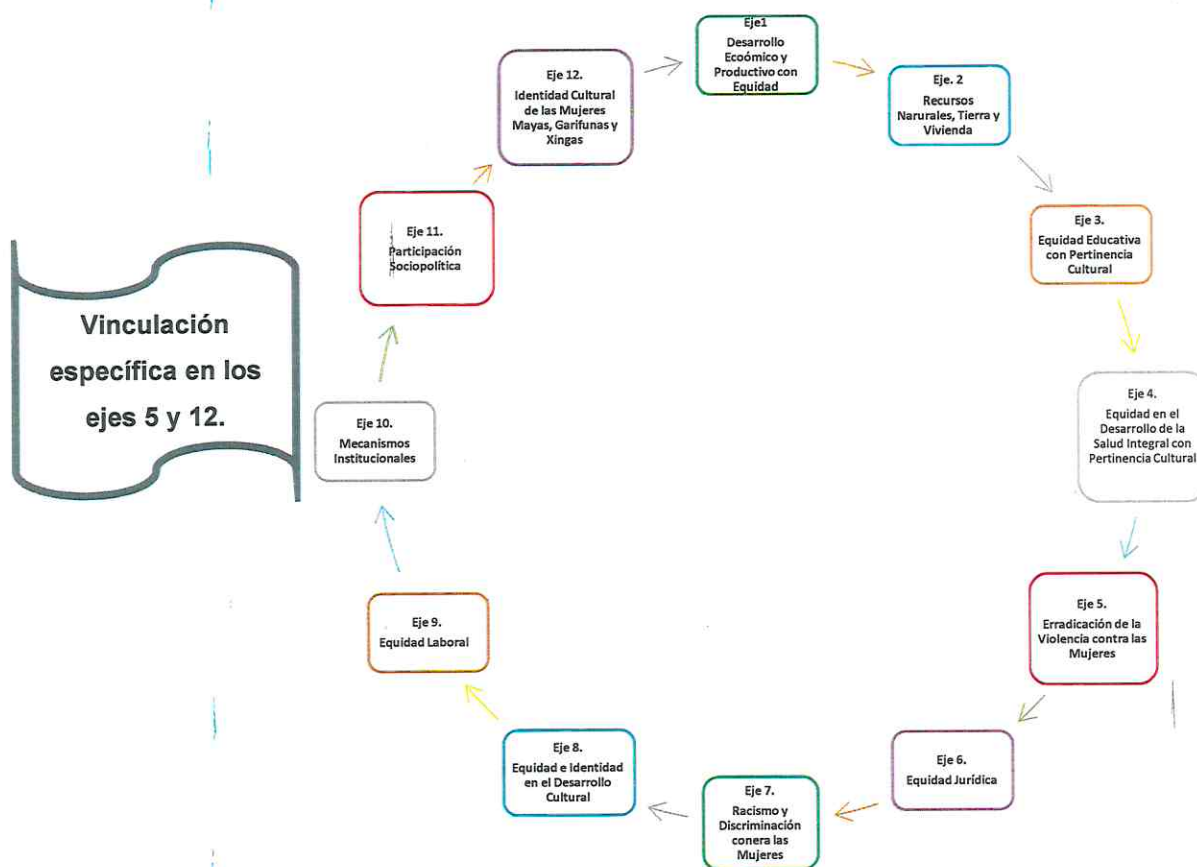 Eje1
Desarrollo
Ecoómico y
Productivo con
Equidad
Eje. 2
Recursos
Narurales, Tierra y
Vivienda
Eje 3.
Equidad Educativa
con Pertinencia
Cultural
Eje 4.
Equidad en el
Desarrollo de la
Salud Integral con
Pertinencia Cultural
Eje 5.
Erradicación de la
Violencia contra las
Mujeres
Eje 6.
Equidad Jurídica
Eje 7.
Racismo y
Discriminación
conera las
Mujeres
Eje 8.
Equidad e Identidad
en el Desarrollo
Cultural
Eje 9.
Equidad Laboral
Eje 10.
Mecanismos
Institucionales
Eje 11.
Participación
Sociopolítica
Eje 12.
Identidad Cultural
de las Mujeres
Mayas, Garifunas y
Xingas
Vinculación
específica en los
ejes 5 y 12.